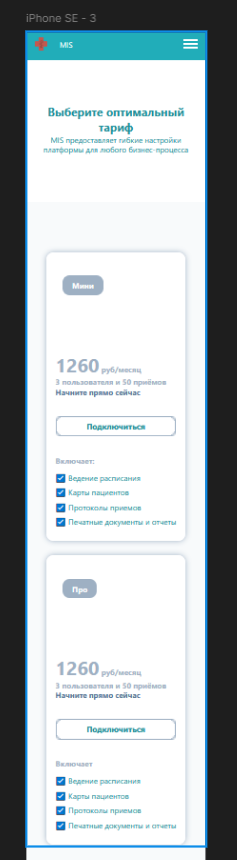 iPhone SE - 3
MIS
Выберите оптимальный
тариф
MIS предоставляет гибкие настройки
платформы для любого бизнес-процесса
Мини
1260 руб/месяц
3 пользователя и 50 приёмов
Начните прямо сейчас
Подключиться
Включает:
Ведение расписания
Карты пациентов
Протоколы приемов
Печатные документы и отчеты
Про
1260 руб/месяц
3 пользователя и 50 приёмов
Начните прямо сейчас
Подключиться
Включает
Ведение расписания
Карты пациентов
Протоколы приемов
Печатные документы и отчеты